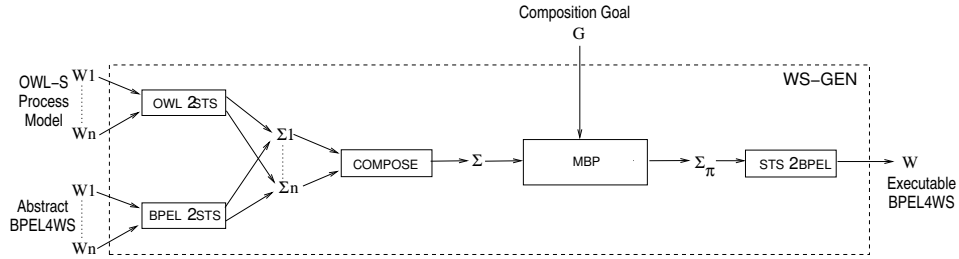 Composition Goal
G
WS-GEN
OWL-S
Process
Model
W1
Wn
OWL 2STS
Σ1
Σn
COMPOSE
Σ
MBP
Σπ
STS 2BPEL
W
Executable
BPEL4WS
Abstract
BPEL4WS
W1
Wn
BPEL 2STS